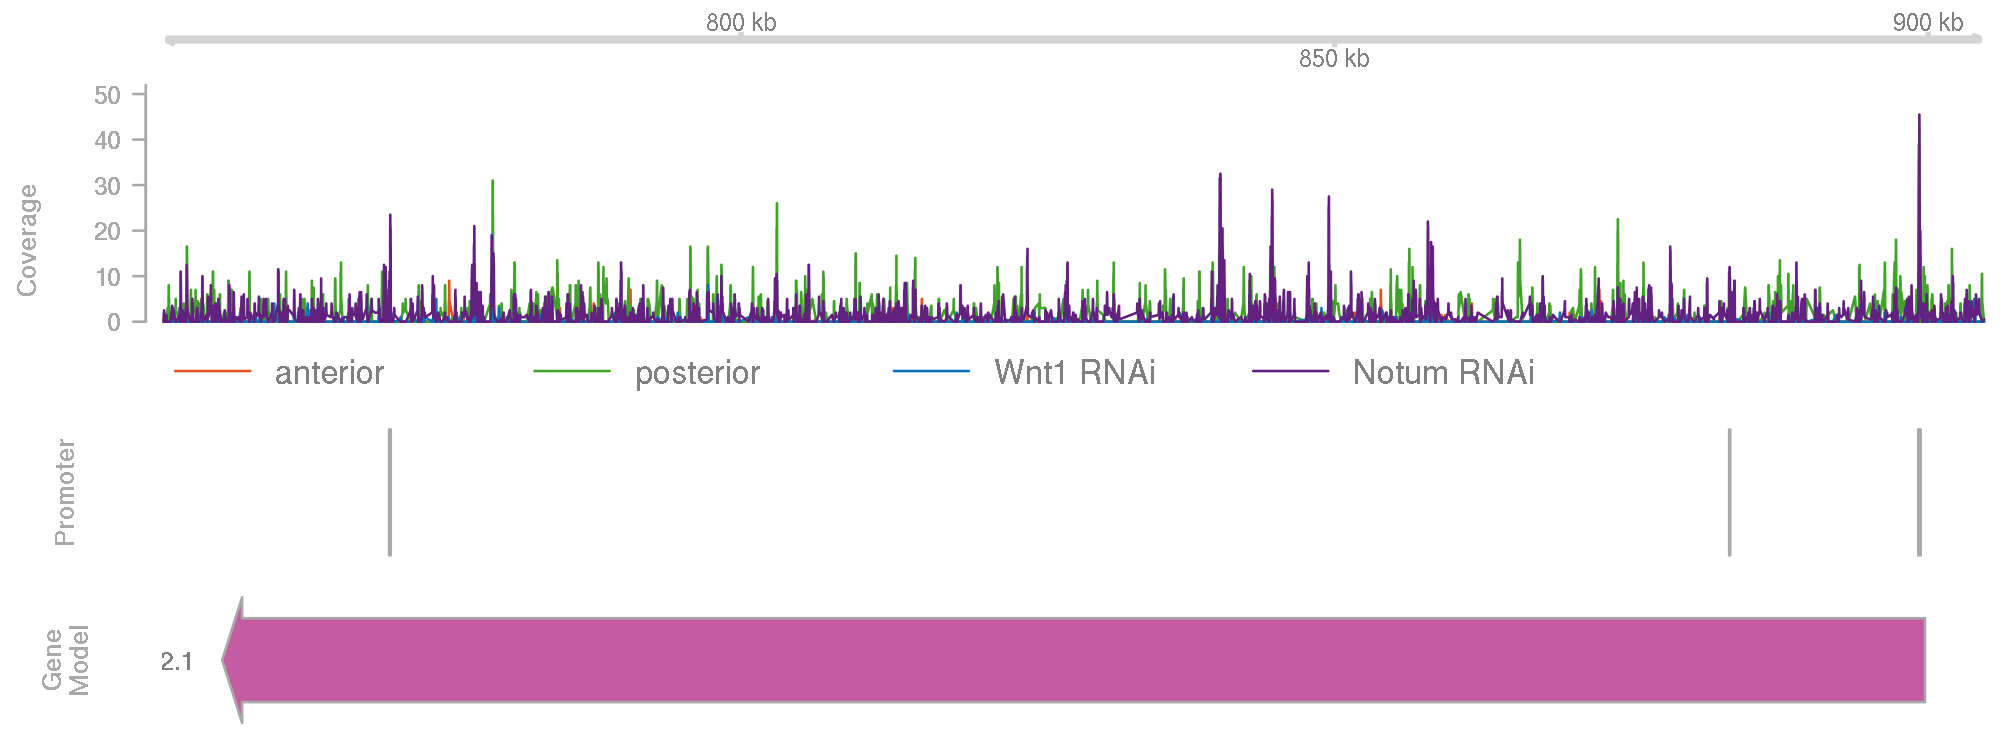 800 kb
900 kb
850 kb
Coverage
50
40
30
20
10
0
anterior
posterior
Wnt1 RNAi
Notum RNAi
Promoter
Gene
Model
2.1